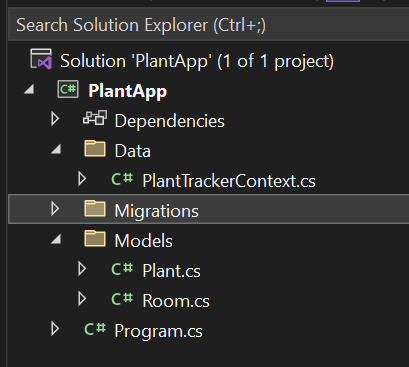 Search Solution Explorer (Ctrl+;)
Solution 'PlantApp' (1 of 1 project)
C# PlantApp
Dependencies
Data
C# PlantTrackerContext.cs
Migrations
Models
C# Plant.cs
C# Room.cs
C# Program.cs